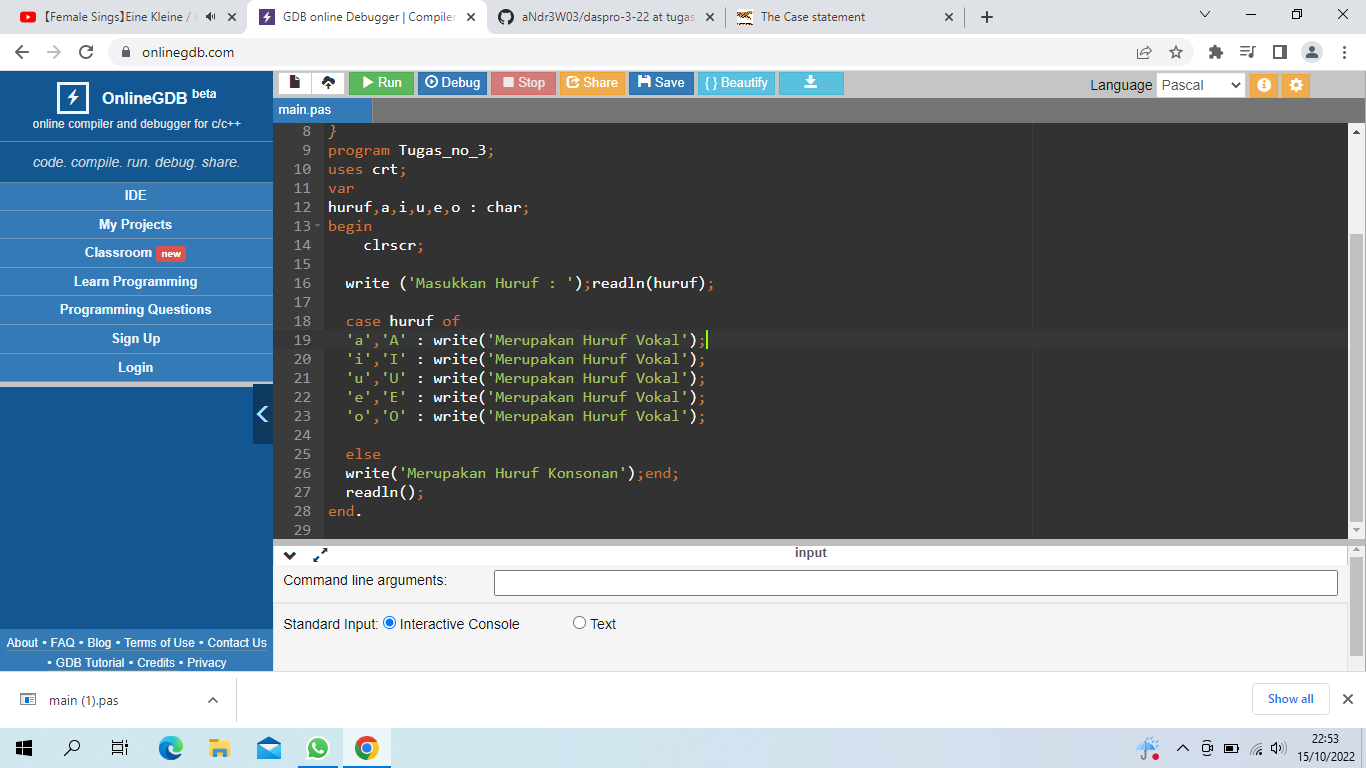 【Female Sings】Eine Kleine /
GDB online Debugger | Compiler
aNdr3W03/daspro-3-22 at tugas
The Case statement
onlinegdb.com
OnlineGDB beta
online compiler and debugger for c/c++
code. compile. run. debug. share.
IDE
My Projects
Classroom new
Learn Programming
Programming Questions
Sign Up
Login
About • FAQ • Blog • Terms of Use • Contact Us
• GDB Tutorial • Credits • Privacy
Run Debug Stop Share Save { } Beautify
Language Pascal
main.pas
8 }
9 program Tugas_no_3;
10 uses crt;
11 var
12 huruf,a,i,u,e,o : char;
13 begin
14 clrscr;
15
16 write ('Masukkan Huruf : ');readln(huruf);
17
18 case huruf of
19 'a','A' : write('Merupakan Huruf Vokal');
20 'i','I' : write('Merupakan Huruf Vokal');
21 'u','U' : write('Merupakan Huruf Vokal');
22 'e','E' : write('Merupakan Huruf Vokal');
23 'o','O' : write('Merupakan Huruf Vokal');
24
25 else
26 write('Merupakan Huruf Konsonan');end;
27 readln();
28 end.
29
input
Command line arguments:
Standard Input: Interactive Console Text
main (1).pas
Show all
22:53
15/10/2022